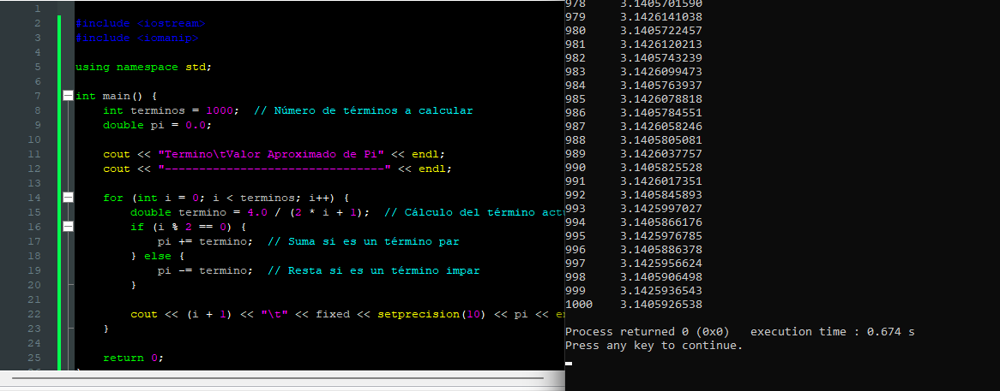 1
2 #include <iostream>
3 #include <iomanip>
4
5 using namespace std;
6
7 int main() {
8 int terminos = 1000; // Número de términos a calcular
9 double pi = 0.0;
10
11 cout << "Termino\tValor Aproximado de Pi" << endl;
12 cout << "--------------------------------" << endl;
13
14 for (int i = 0; i < terminos; i++) {
15 double termino = 4.0 / (2 * i + 1); // Cálculo del término
16 if (i % 2 == 0) {
17 pi += termino; // Suma si es un término par
18 } else {
19 pi -= termino; // Resta si es un término impar
20 }
21
22 cout << (i + 1) << "\t" << fixed << setprecision(10) << pi <<
23 }
24
25 return 0;
978 3.1405701590
979 3.1426141038
980 3.1405722457
981 3.1426120213
982 3.1405743239
983 3.1426099473
984 3.1405763937
985 3.1426078818
986 3.1405784551
987 3.1426058246
988 3.1405805081
989 3.1426037757
990 3.1405825528
991 3.1426017351
992 3.1405845893
993 3.1425997027
994 3.1405866176
995 3.1425976785
996 3.1405886378
997 3.1425956624
998 3.1405906498
999 3.1425936543
1000 3.1405926538
Process returned 0 (0x0) execution time : 0.674 s
Press any key to continue.